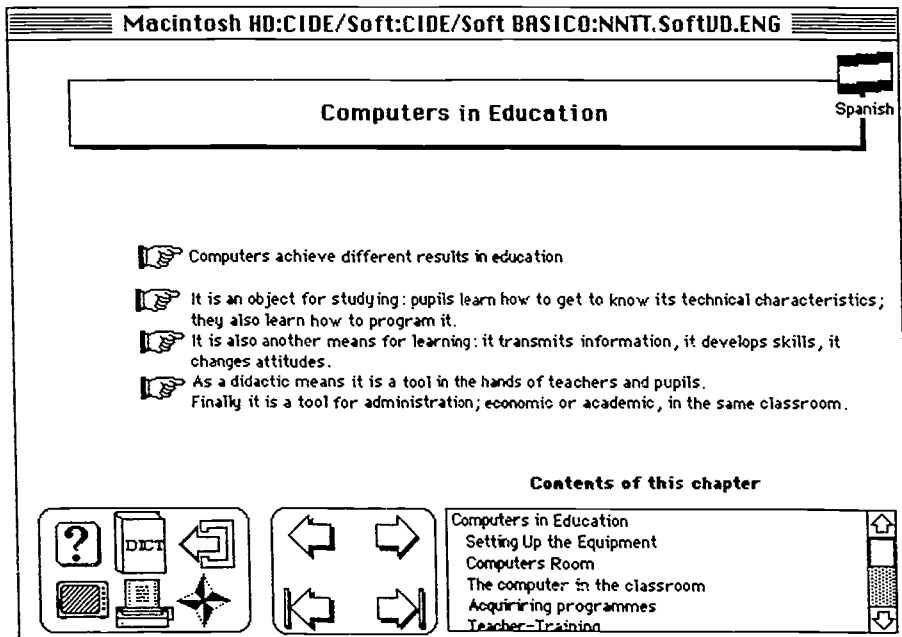 Macintosh HD:CIDE/Soft:CIDE/Soft BASICO:NNTT.SoftUD.ENG
Computers in Education
Spanish
Computers achieve different results in education
It is an object for studying: pupils learn how to get to know its technical characteristics;
they also learn how to program it.
It is also another means for learning: it transmits information, it develops skills, it
changes attitudes.
As a didactic means it is a tool in the hands of teachers and pupils.
Finally it is a tool for administration; economic or academic, in the same classroom.
Contents of this chapter
?
DICT
Computers in Education
Setting Up the Equipment
Computers Room
The computer in the classroom
Acquiriring programmes
Teacher-Training